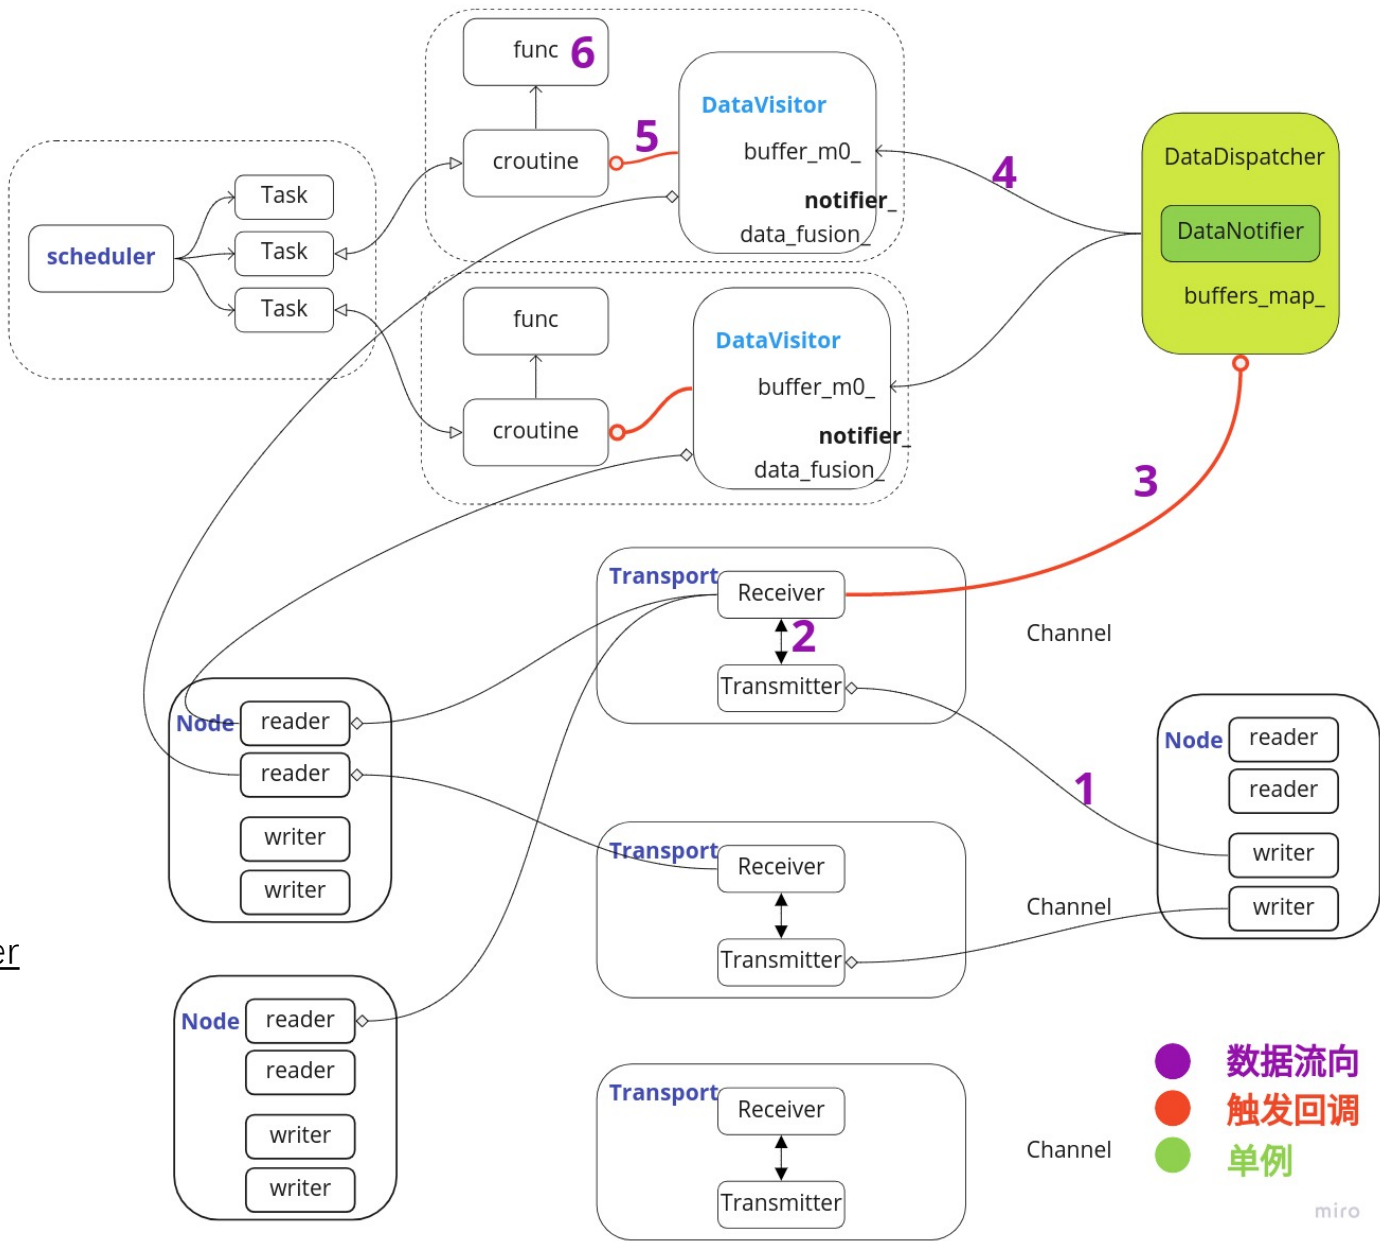 func 6
DataVisitor
5
croutine
buffer_m0_
notifier_
data_fusion_
4
DataDispatcher
DataNotifier
buffers_map_
scheduler
Task
Task
Task
func
DataVisitor
buffer_m0_
croutine
notifier_
data_fusion_
3
Transport
Receiver
2
Transmitter
Channel
Node
reader
reader
writer
writer
1
Node
reader
reader
writer
writer
Transport
Receiver
Transmitter
Channel
er
Node
reader
reader
writer
writer
Transport
Receiver
Transmitter
Channel
数据流向
触发回调
单例
miro